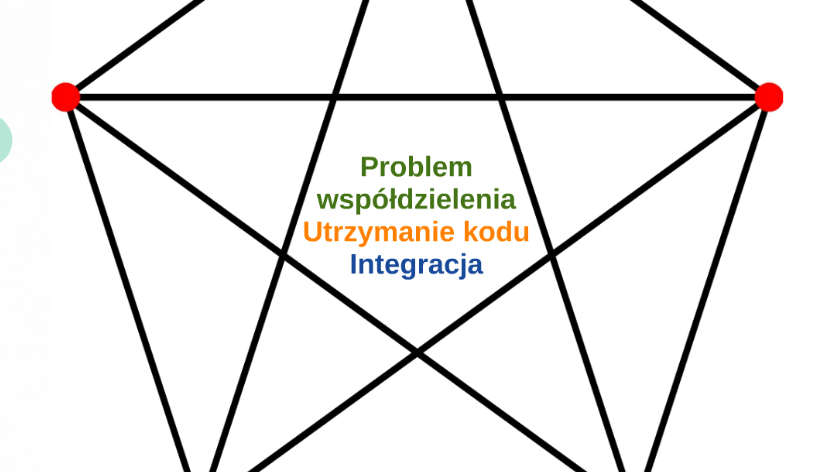 Problem
współdzielenia
Utrzymanie kodu
Integracja